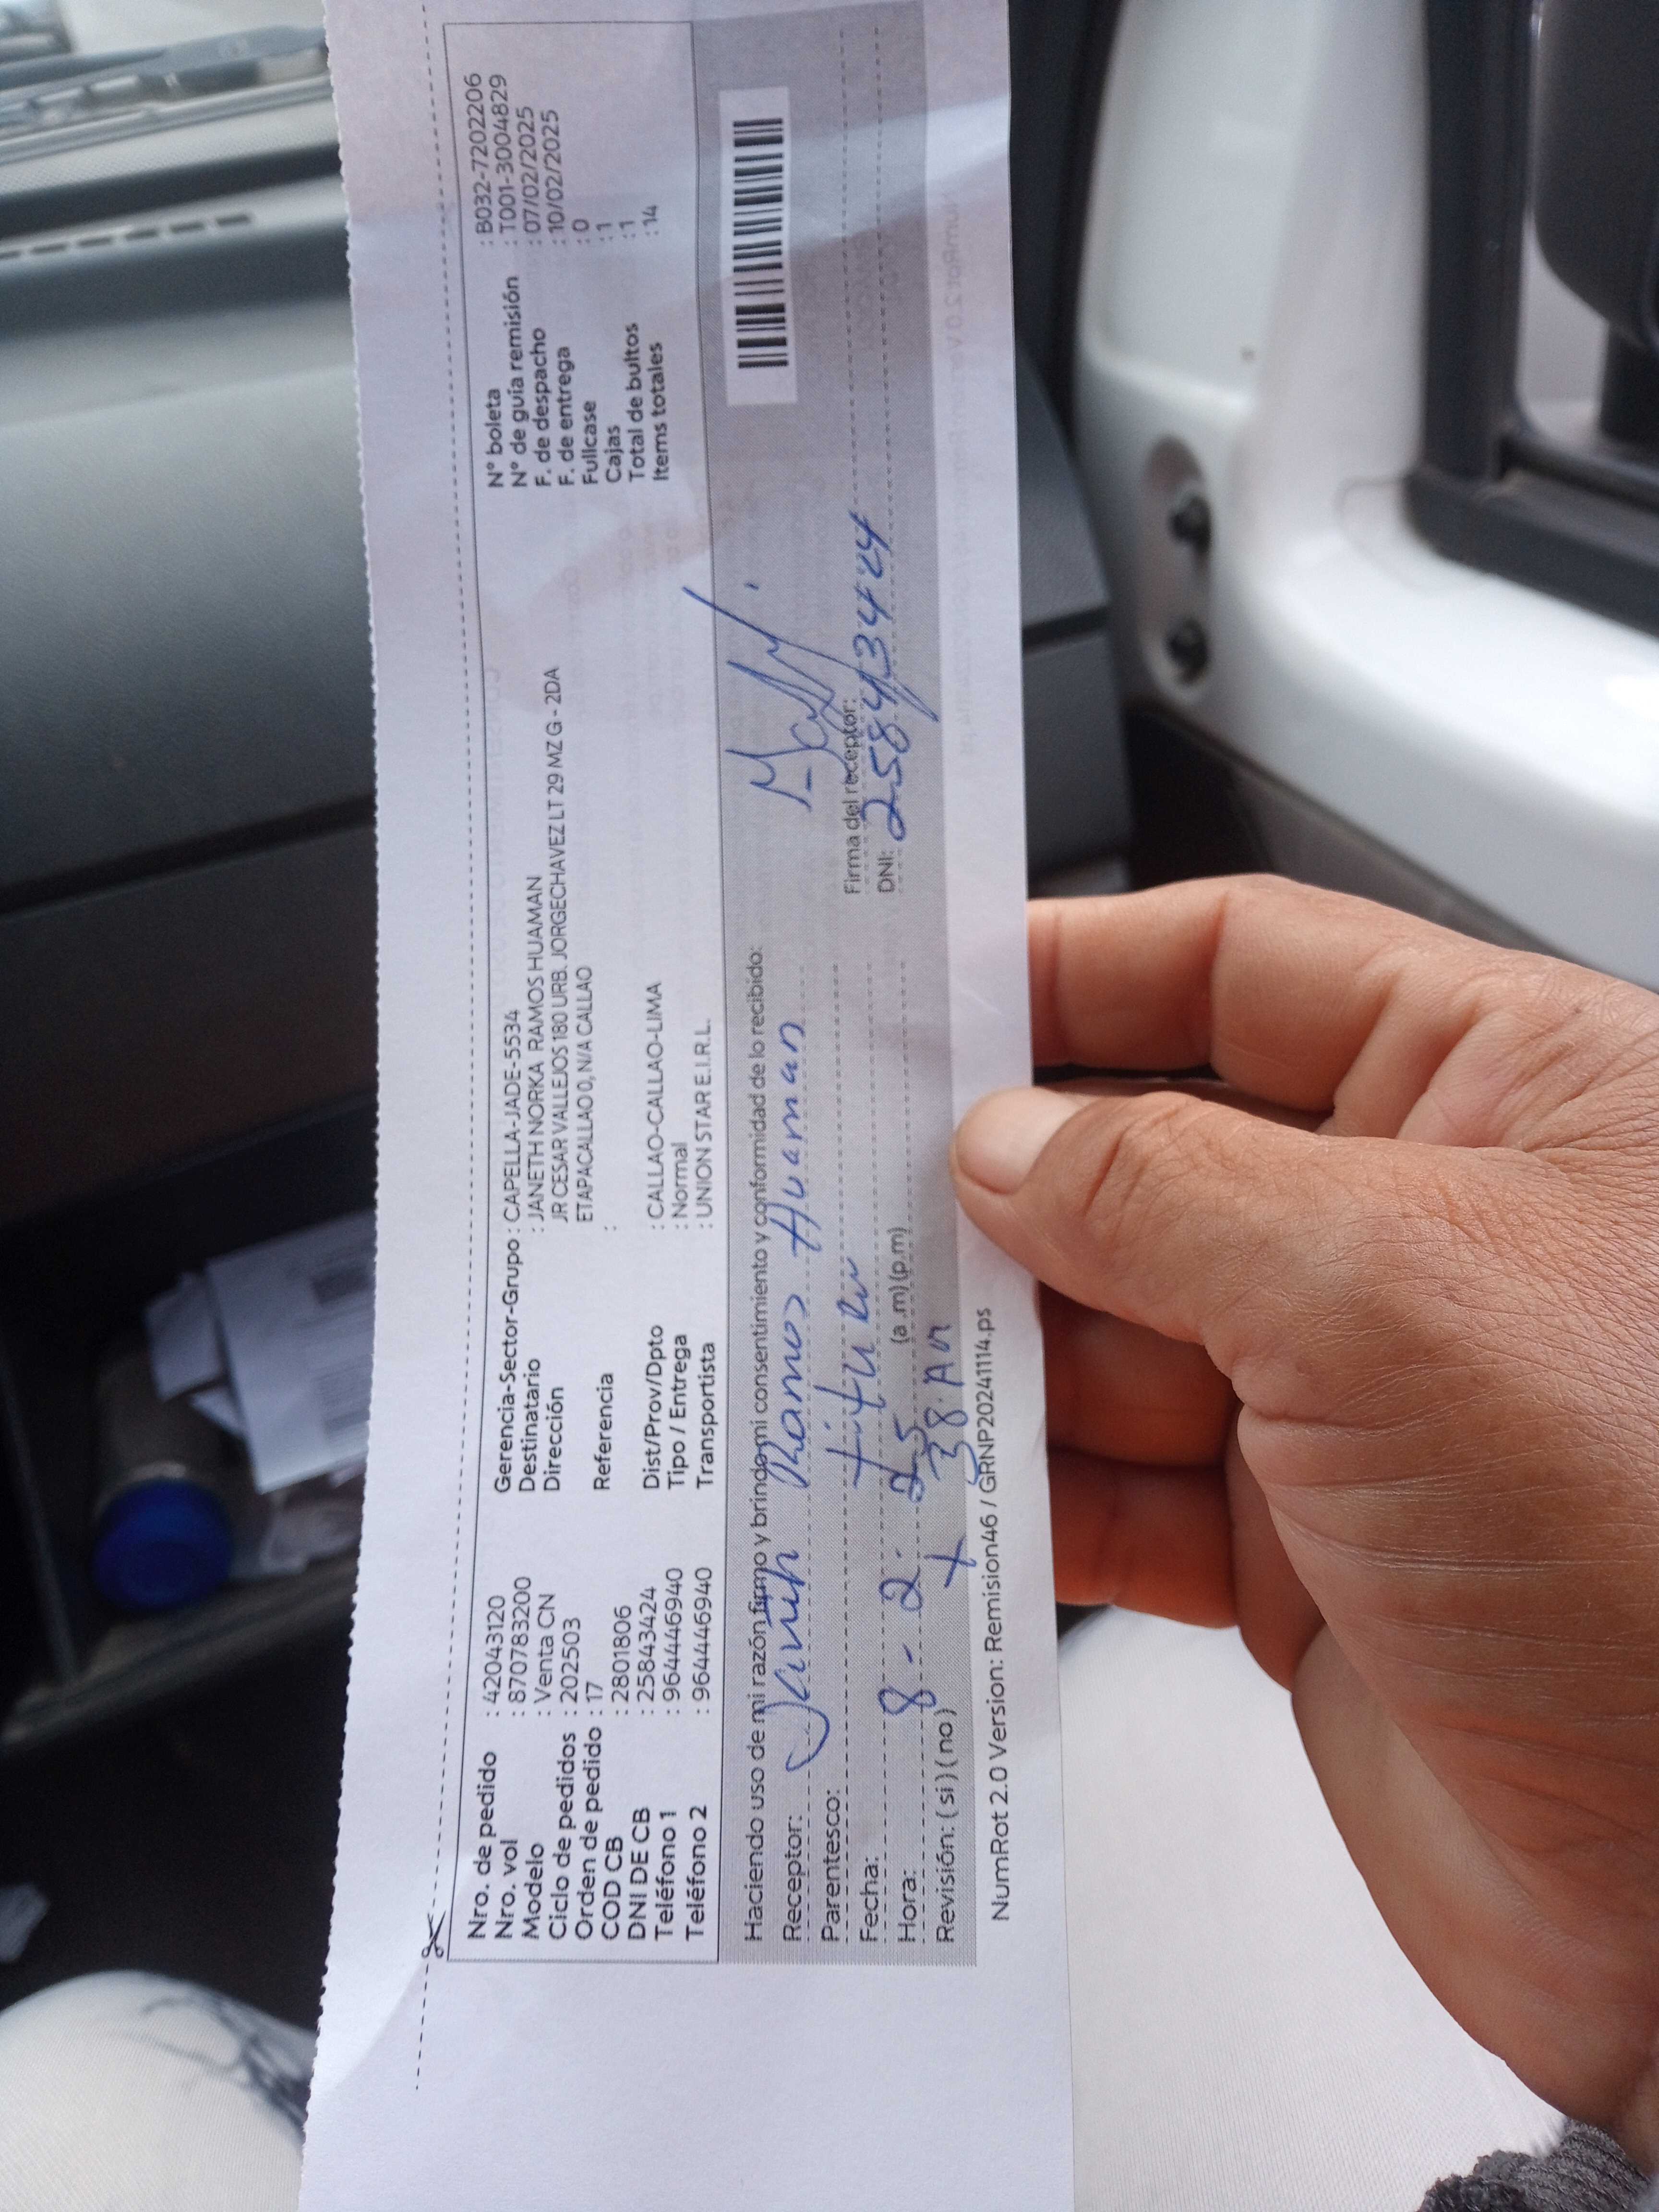 Nro. de pedido : 42043120
Nro. vol : 870783200
Modelo : Venta CN
Ciclo de pedidos : 202503
Orden de pedido : 17
COD CB : 2801806
DNI DE CB : 25843424
Teléfono 1 : 964446940
Teléfono 2 : 964446940
Gerencia-Sector-Grupo : CAPELLA-JADE-5534
Destinatario : JANETH NORKA RAMOS HUAMAN
Dirección JR CESAR VALLEJOS 180 URB. JORGECHAVEZ LT 29 MZ G - 2DA
ETAPACALLAO 0, N/A CALLAO
Referencia :
Dist/Prov/Dpto : CALLAO-CALLAO-LIMA
Tipo / Entrega : Normal
Transportista : UNION STAR E.I.R.L.
N° boleta : B032-7202206
N° de guía remisión : T001-3004829
F. de despacho : 07/02/2025
F. de entrega : 10/02/2025
Fullcase : 0
Cajas : 1
Total de bultos : 1
Items totales : 14
Haciendo uso de mi razón firmo y brindo mi consentimiento y conformidad de lo recibido:
Receptor: Ramos Huaman
Parentesco:
Fecha: 8 - 2 - 25
Hora: (a.m)(p.m)
Revisión: ( si ) ( no )
Firma del receptor:
DNI: 25843424
NumRot 2.0 Version: Remision46 / GRNP20241114.ps